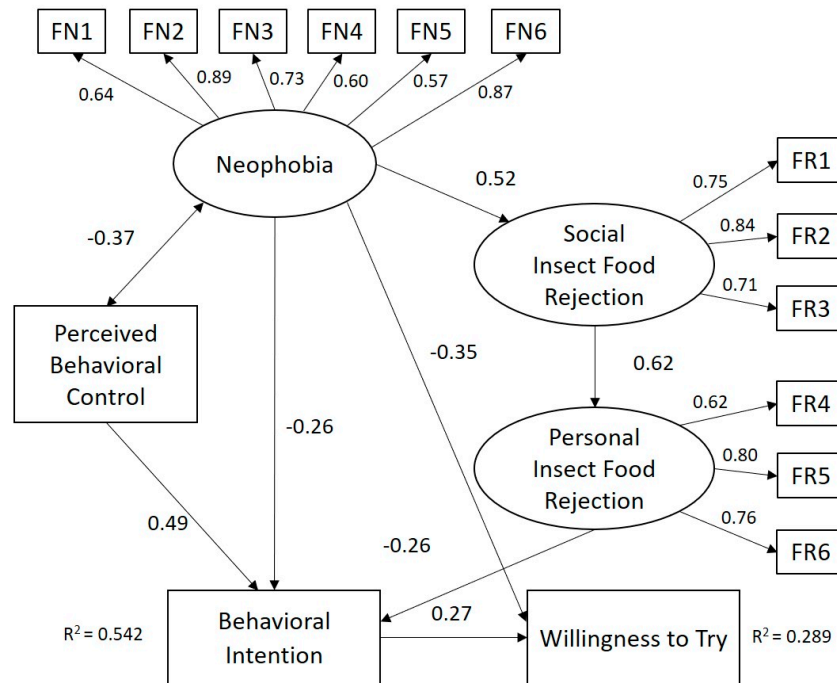 FN1 FN2 FN3 FN4 FN5 FN6
0.64 0.89 0.73 0.60 0.57 0.87
Neophobia
FR1
0.75
0.52
FR2
0.84
Social
Insect Food
Rejection
-0.37
0.71
FR3
Perceived
Behavioral
Control
-0.35
0.62
FR4
0.62
-0.26
Personal
Insect Food
Rejection
0.80
FR5
0.76
FR6
0.49
-0.26
R² = 0.542
Behavioral
Intention
0.27
Willingness to Try
R² = 0.289